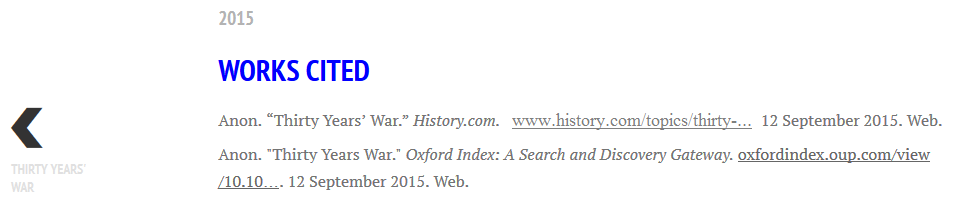 2015
WORKS CITED
Anon. “Thirty Years’ War.” History.com. www.history.com/topics/thirty-... 12 September 2015. Web.
Anon. "Thirty Years War." Oxford Index: A Search and Discovery Gateway. oxfordindex.oup.com/view
/10.10.... 12 September 2015. Web.
THIRTY YEARS'
WAR